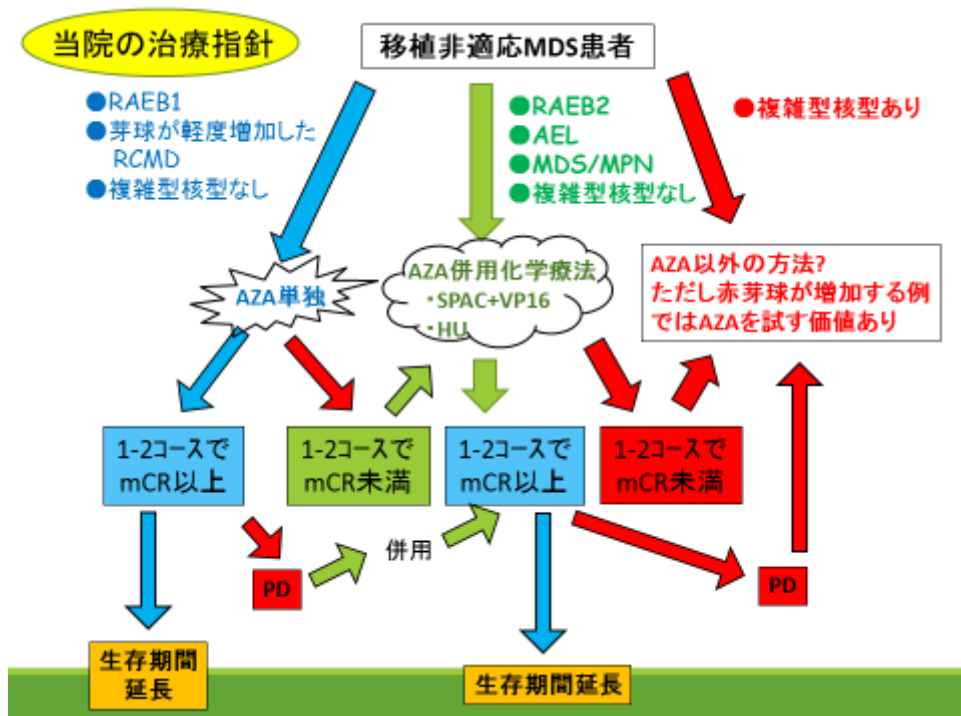 当院の治療指針
移植非適応MDS患者
●RAEB1
●芽球が軽度増加した
RCMD
●複雑型核型なし
●RAEB2
●AEL
●MDS/MPN
●複雑型核型なし
●複雑型核型あり
AZA単独
AZA併用化学療法
・SPAC+VP16
・HU
AZA以外の方法?
ただし赤芽球が増加する例
ではAZAを試す価値あり
1-2コースで
mCR以上
1-2コースで
mCR未満
1-2コースで
mCR以上
1-2コースで
mCR未満
PD
併用
PD
生存期間
延長
生存期間延長